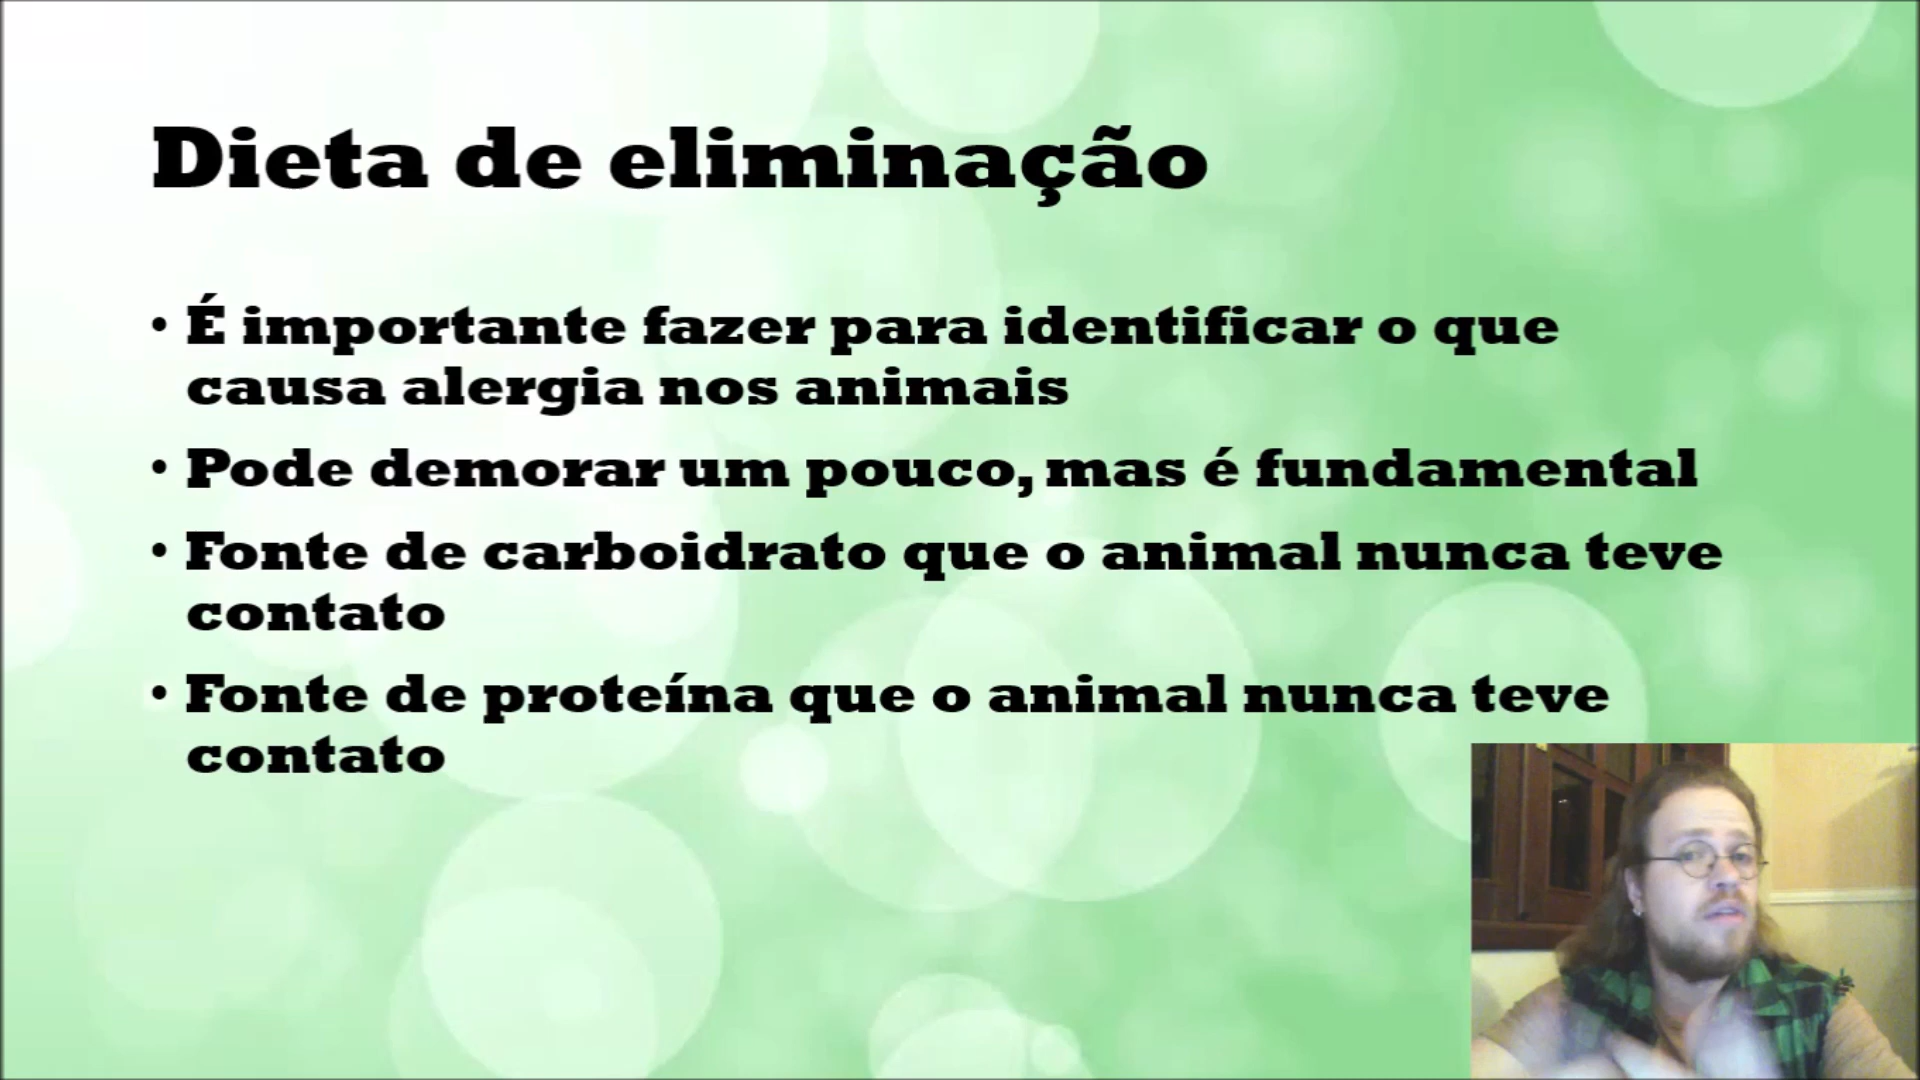 Dieta de eliminação
• É importante fazer para identificar o que
causa alergia nos animais
• Pode demorar um pouco, mas é fundamental
• Fonte de carboidrato que o animal nunca teve
contato
• Fonte de proteína que o animal nunca teve
contato